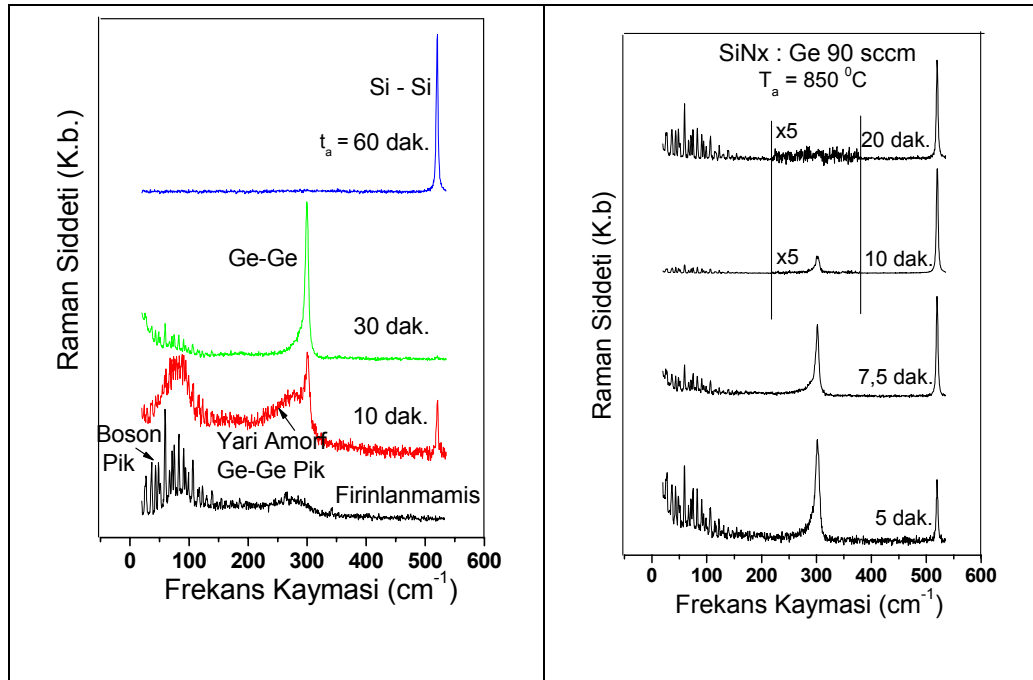 Raman Siddeti (K.b.)
Si - Si
t_a = 60 dak.
Ge-Ge
30 dak.
10 dak.
Boson
Pik
Yari Amorf
Ge-Ge Pik
Firinlanmamis
0 100 200 300 400 500 600
Frekans Kaymasi (cm⁻¹)
Raman Siddeti (K.b)
SiNx : Ge 90 sccm
T_a = 850 ⁰C
x5
20 dak.
x5
10 dak.
7,5 dak.
5 dak.
0 100 200 300 400 500 600
Frekans Kaymasi (cm⁻¹)